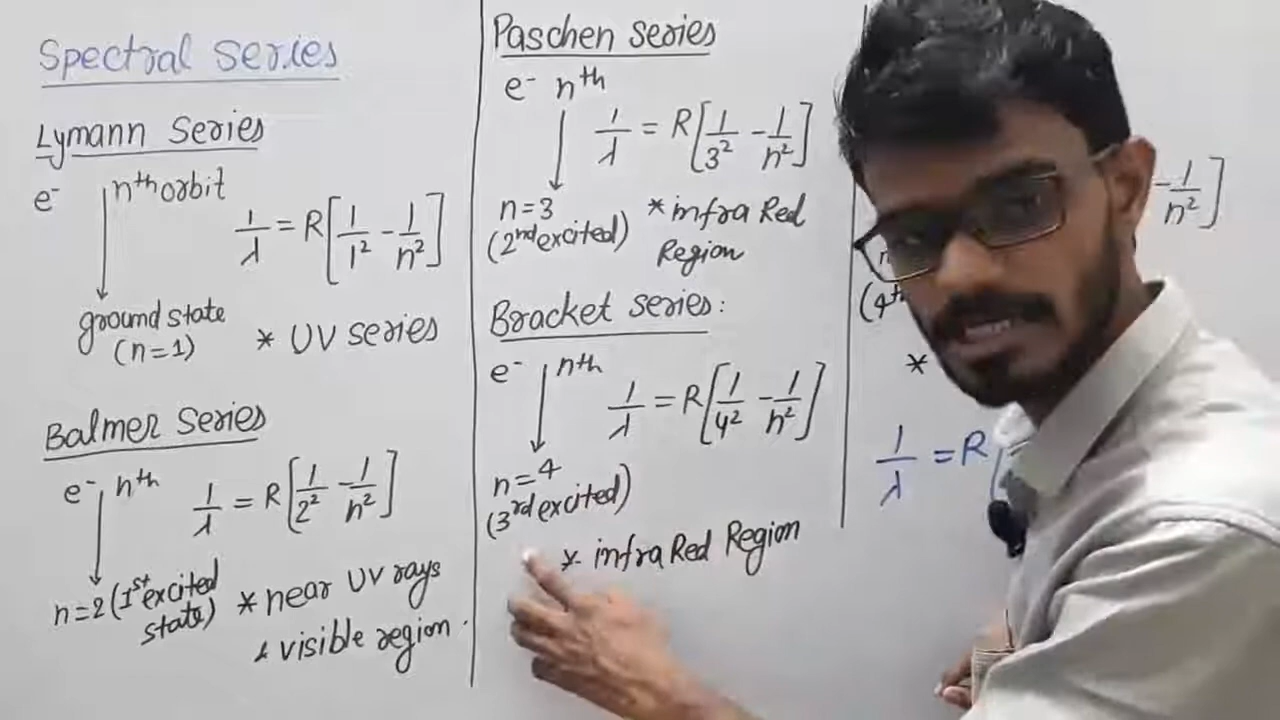 Spectral Series
Lymann Series
e⁻ nᵗʰ orbit
1/λ = R[1/1² - 1/n²]
ground state
(n=1)
* UV series
Balmer Series
e⁻ nᵗʰ
1/λ = R[1/2² - 1/n²]
n=2 (1ˢᵗ excited
state)
* near UV rays
& visible region.
Paschen series
e⁻ nᵗʰ
1/λ = R[1/3² - 1/n²]
n=3
(2ⁿᵈ excited)
* infra Red
Region
Bracket series:
e⁻ nᵗʰ
1/λ = R[1/4² - 1/n²]
n=4
(3ʳᵈ excited)
* infra Red Region
- 1/n²]
n
(4ᵗʰ
*
1/λ = R[